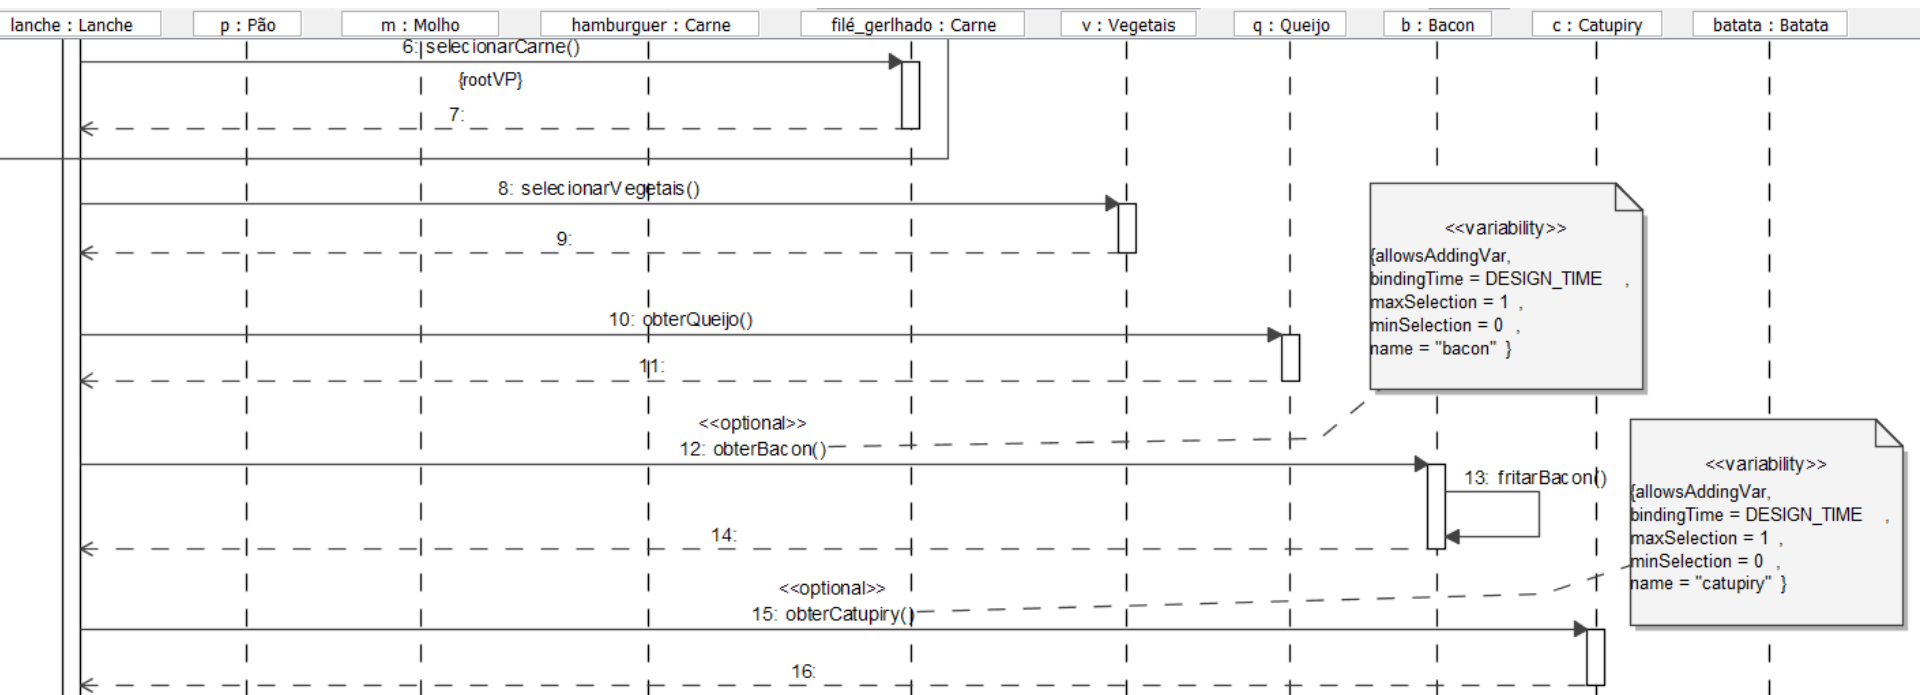 lanche : Lanche
p : Pão
m : Molho
hamburguer : Carne
filé_gerlhado : Carne
v : Vegetais
q : Queijo
b : Bacon
c : Catupiry
batata : Batata
6: selecionarCarne()
{rootVP}
7:
8: selecionarVegetais()
9:
<<variability>>
{allowsAddingVar,
bindingTime = DESIGN_TIME ,
maxSelection = 1 ,
minSelection = 0 ,
name = "bacon" }
10: obterQueijo()
11:
<<optional>>
12: obterBacon()
13: fritarBacon()
14:
<<variability>>
{allowsAddingVar,
bindingTime = DESIGN_TIME ,
maxSelection = 1 ,
minSelection = 0 ,
name = "catupiry" }
<<optional>>
15: obterCatupiry()
16: